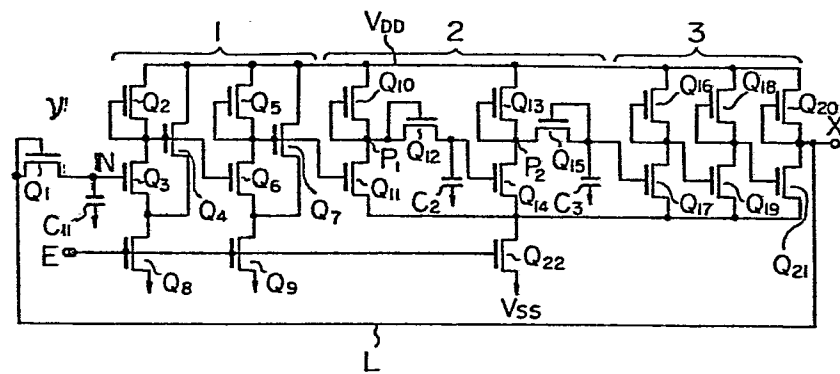 1 2 3
VDD
Q10 Q16 Q18
Q2 Q5 Q13 Q20
X
Q12 P1 P2 Q15
N
Q1 Q3 Q6 Q11 Q14 Q17 Q19
C11 Q4 Q7 C2 C3
E Q8 Q9 Q22 Q21
VSS
L